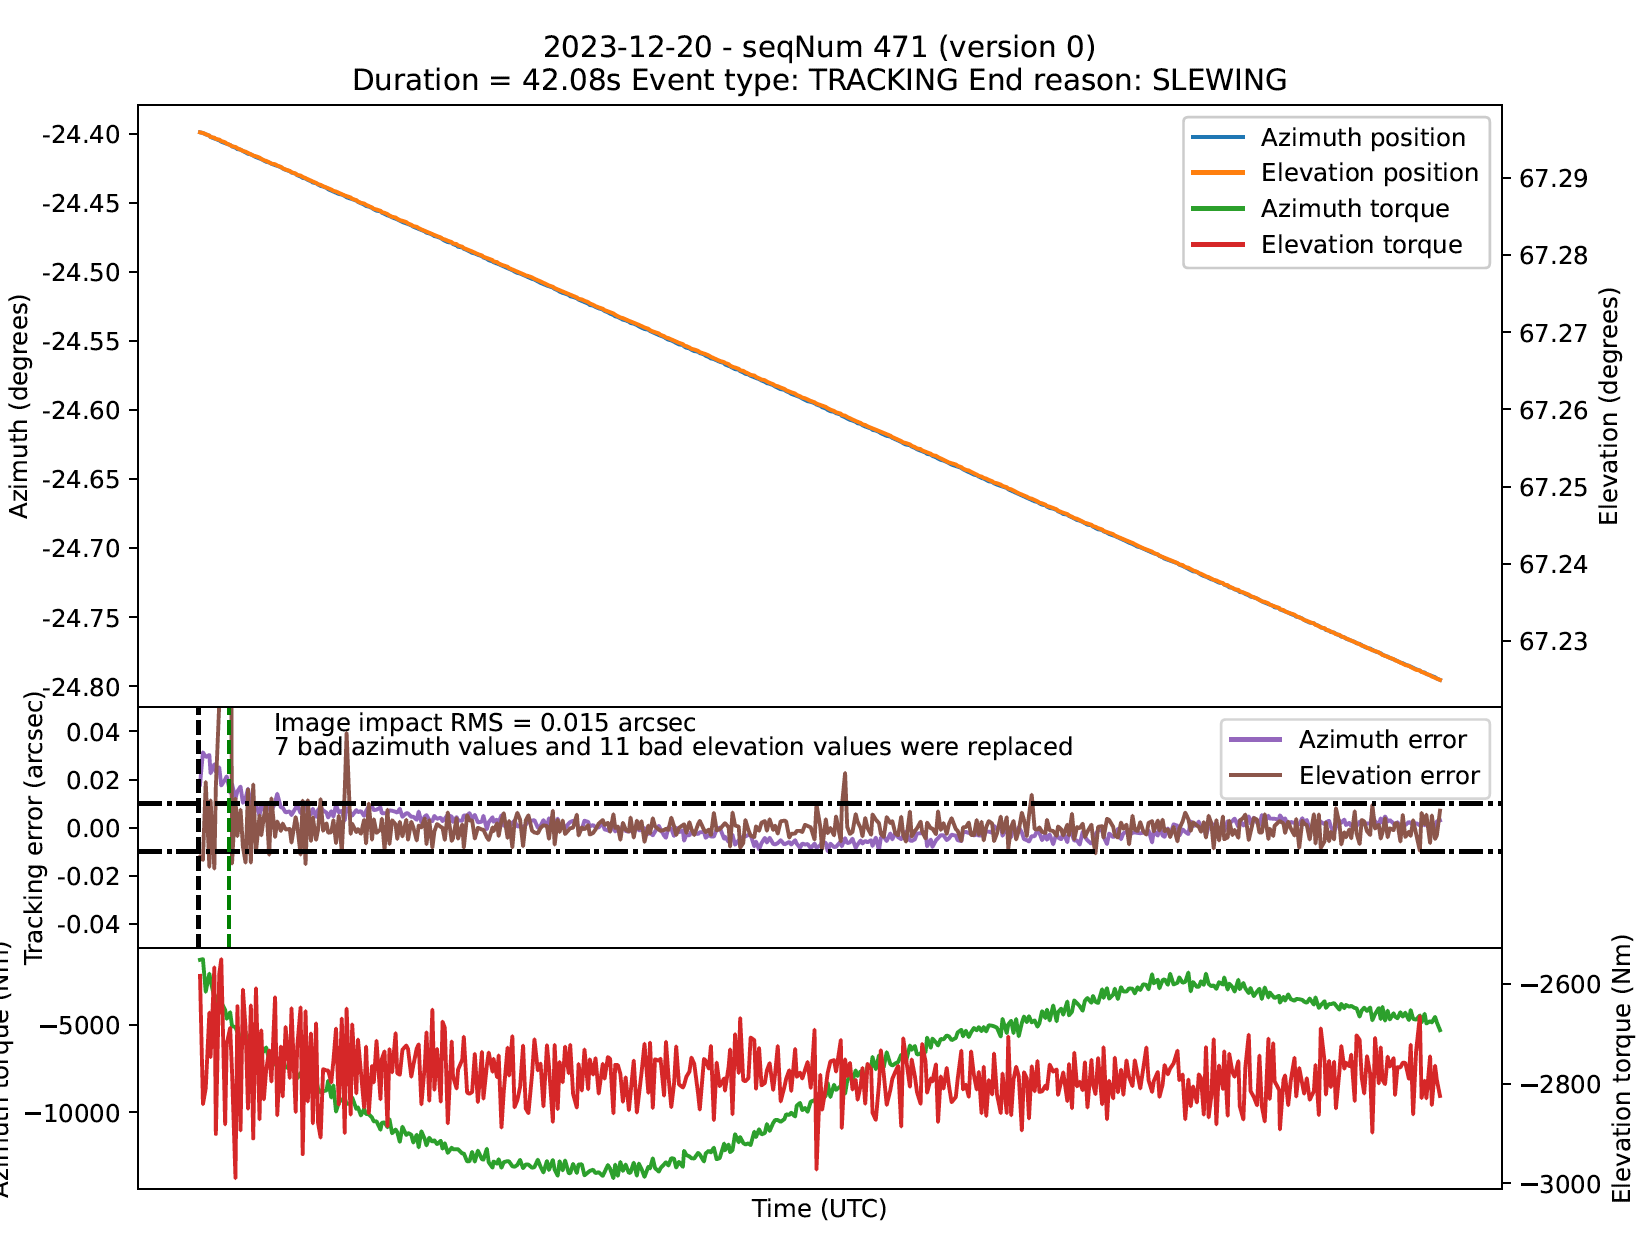 2023-12-20 - seqNum 471 (version 0)
Duration = 42.08s Event type: TRACKING End reason: SLEWING
Azimuth (degrees)
-24.40
-24.45
-24.50
-24.55
-24.60
-24.65
-24.70
-24.75
-24.80
Azimuth position
Elevation position
Azimuth torque
Elevation torque
67.29
67.28
67.27
67.26
67.25
67.24
67.23
Elevation (degrees)
Tracking error (arcsec)
0.04
0.02
0.00
-0.02
-0.04
Image impact RMS = 0.015 arcsec
7 bad azimuth values and 11 bad elevation values were replaced
Azimuth error
Elevation error
Azimuth torque (Nm)
−5000
−10000
−2600
−2800
−3000
Elevation torque (Nm)
Time (UTC)